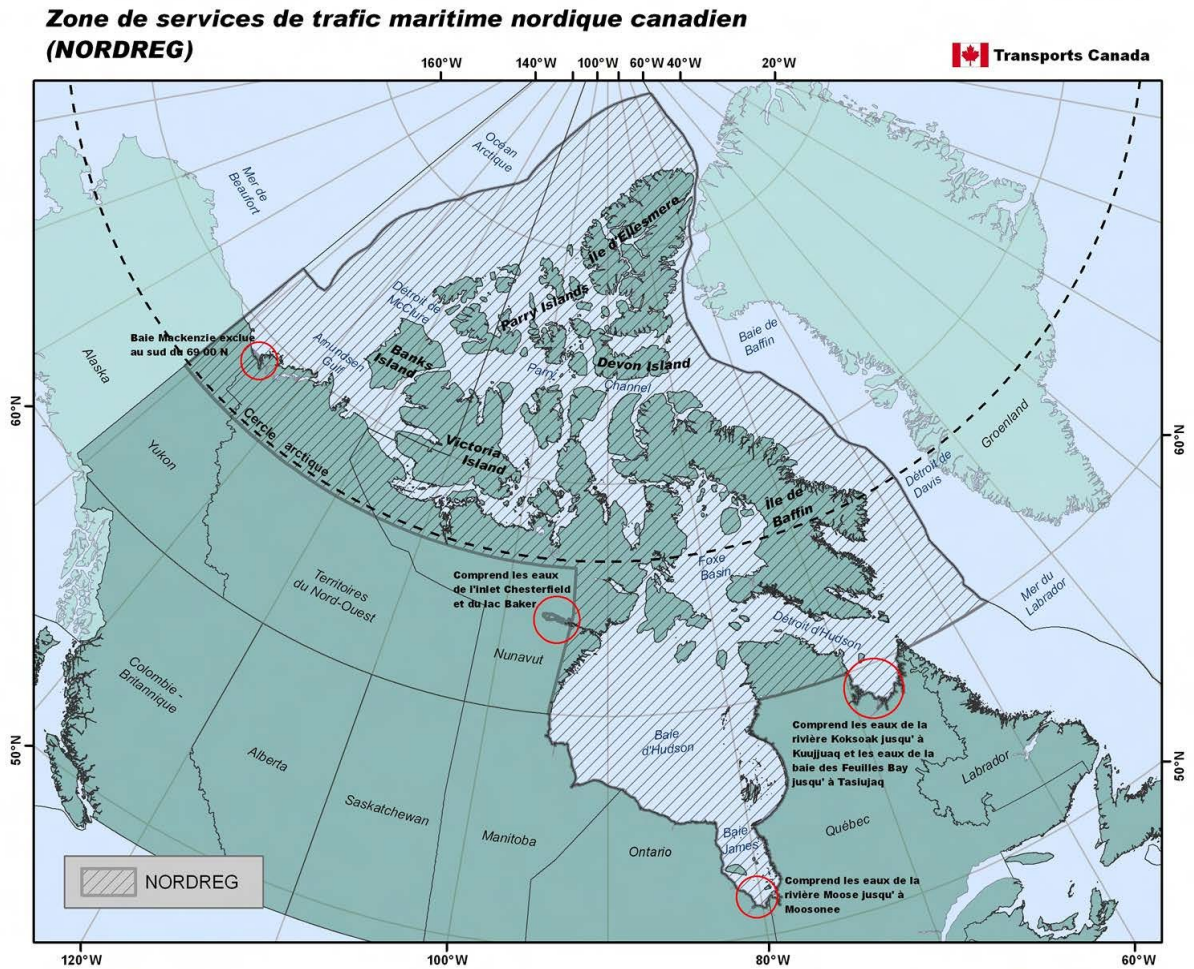 Zone de services de trafic maritime nordique canadien
(NORDREG)
Transports Canada
160°W 140°W 100°W 60°W 40°W 20°W
Océan
Arctique
Mer de
Beaufort
Île d'Ellesmere
Détroit de
McClure
Parry Islands
Baie de
Baffin
Baie Mackenzie exclue
au sud de 69 00 N
Amundsen
Gulf
Banks
Island
Devon Island
Parry
Channel
Alaska
60°N
Cercle arctique
Groenland
60°N
Yukon
Victoria
Island
Détroit de
Davis
Île de
Baffin
Foxe
Basin
Territoires
du Nord-Ouest
Comprend les eaux
de l'inlet Chesterfield
et du lac Baker
Mer du
Labrador
Détroit d'Hudson
Nunavut
Colombie -
Britannique
Comprend les eaux de la
rivière Koksoak jusqu' à
Kuujjuaq et les eaux de la
baie des Feuilles Bay
jusqu' à Tasiujaq
Baie
d'Hudson
50°N
Alberta
Labrador
50°N
Saskatchewan
Manitoba
Ontario
Baie
James
Québec
NORDREG
Comprend les eaux de la
rivière Moose jusqu' à
Moosonee
120°W 100°W 80°W 60°W